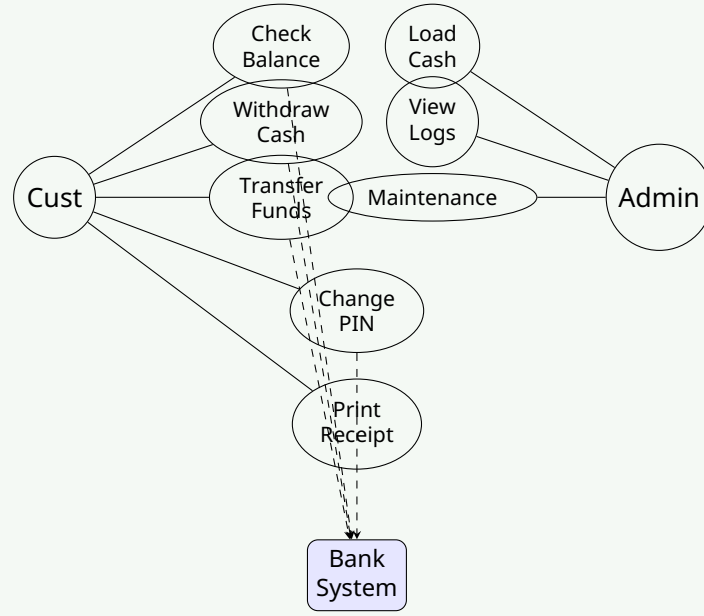 Check
Balance
Load
Cash
Withdraw
Cash
View
Logs
Cust
Transfer
Funds
Maintenance
Admin
Change
PIN
Print
Receipt
Bank
System